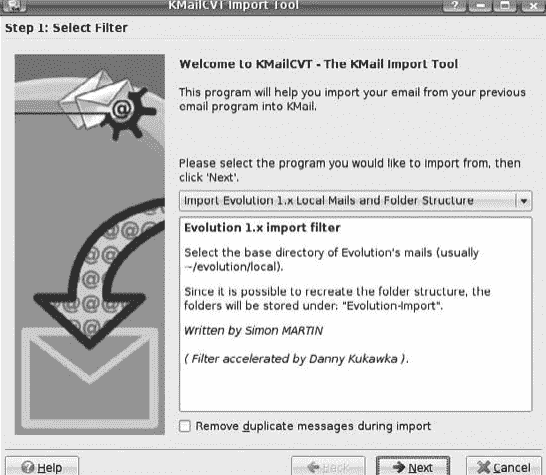 KMailCVT Import Tool
Step 1: Select Filter
Welcome to KMailCVT - The KMail Import Tool
This program will help you import your email from your previous
email program into KMail.
Please select the program you would like to import from, then
click 'Next'.
Import Evolution 1.x Local Mails and Folder Structure
Evolution 1.x import filter
Select the base directory of Evolution's mails (usually
~/evolution/local).
Since it is possible to recreate the folder structure, the
folders will be stored under: "Evolution-Import".
Written by Simon MARTIN
( Filter accelerated by Danny Kukawka ).
Remove duplicate messages during import
Help
Back
Next
Cancel